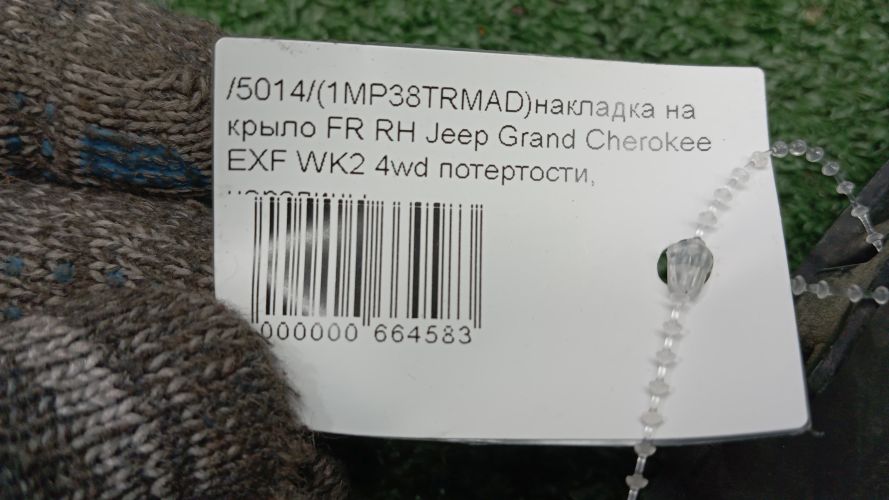 /5014/(1MP38TRMAD)накладка на
крыло FR RH Jeep Grand Cherokee
EXF WK2 4wd потертости,
000000 664583